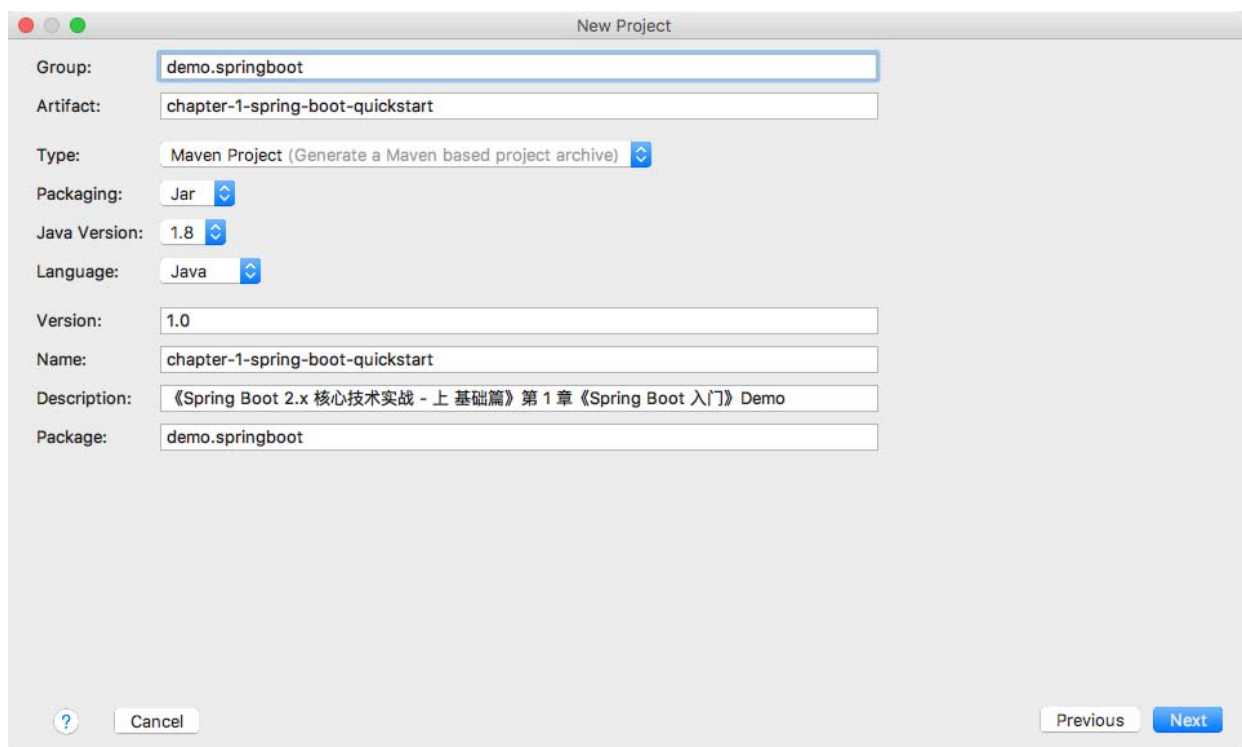 New Project
Group: demo.springboot
Artifact: chapter-1-spring-boot-quickstart
Type: Maven Project (Generate a Maven based project archive)
Packaging: Jar
Java Version: 1.8
Language: Java
Version: 1.0
Name: chapter-1-spring-boot-quickstart
Description: 《Spring Boot 2.x 核心技术实战 - 上 基础篇》第 1 章《Spring Boot 入门》Demo
Package: demo.springboot
? Cancel Previous Next